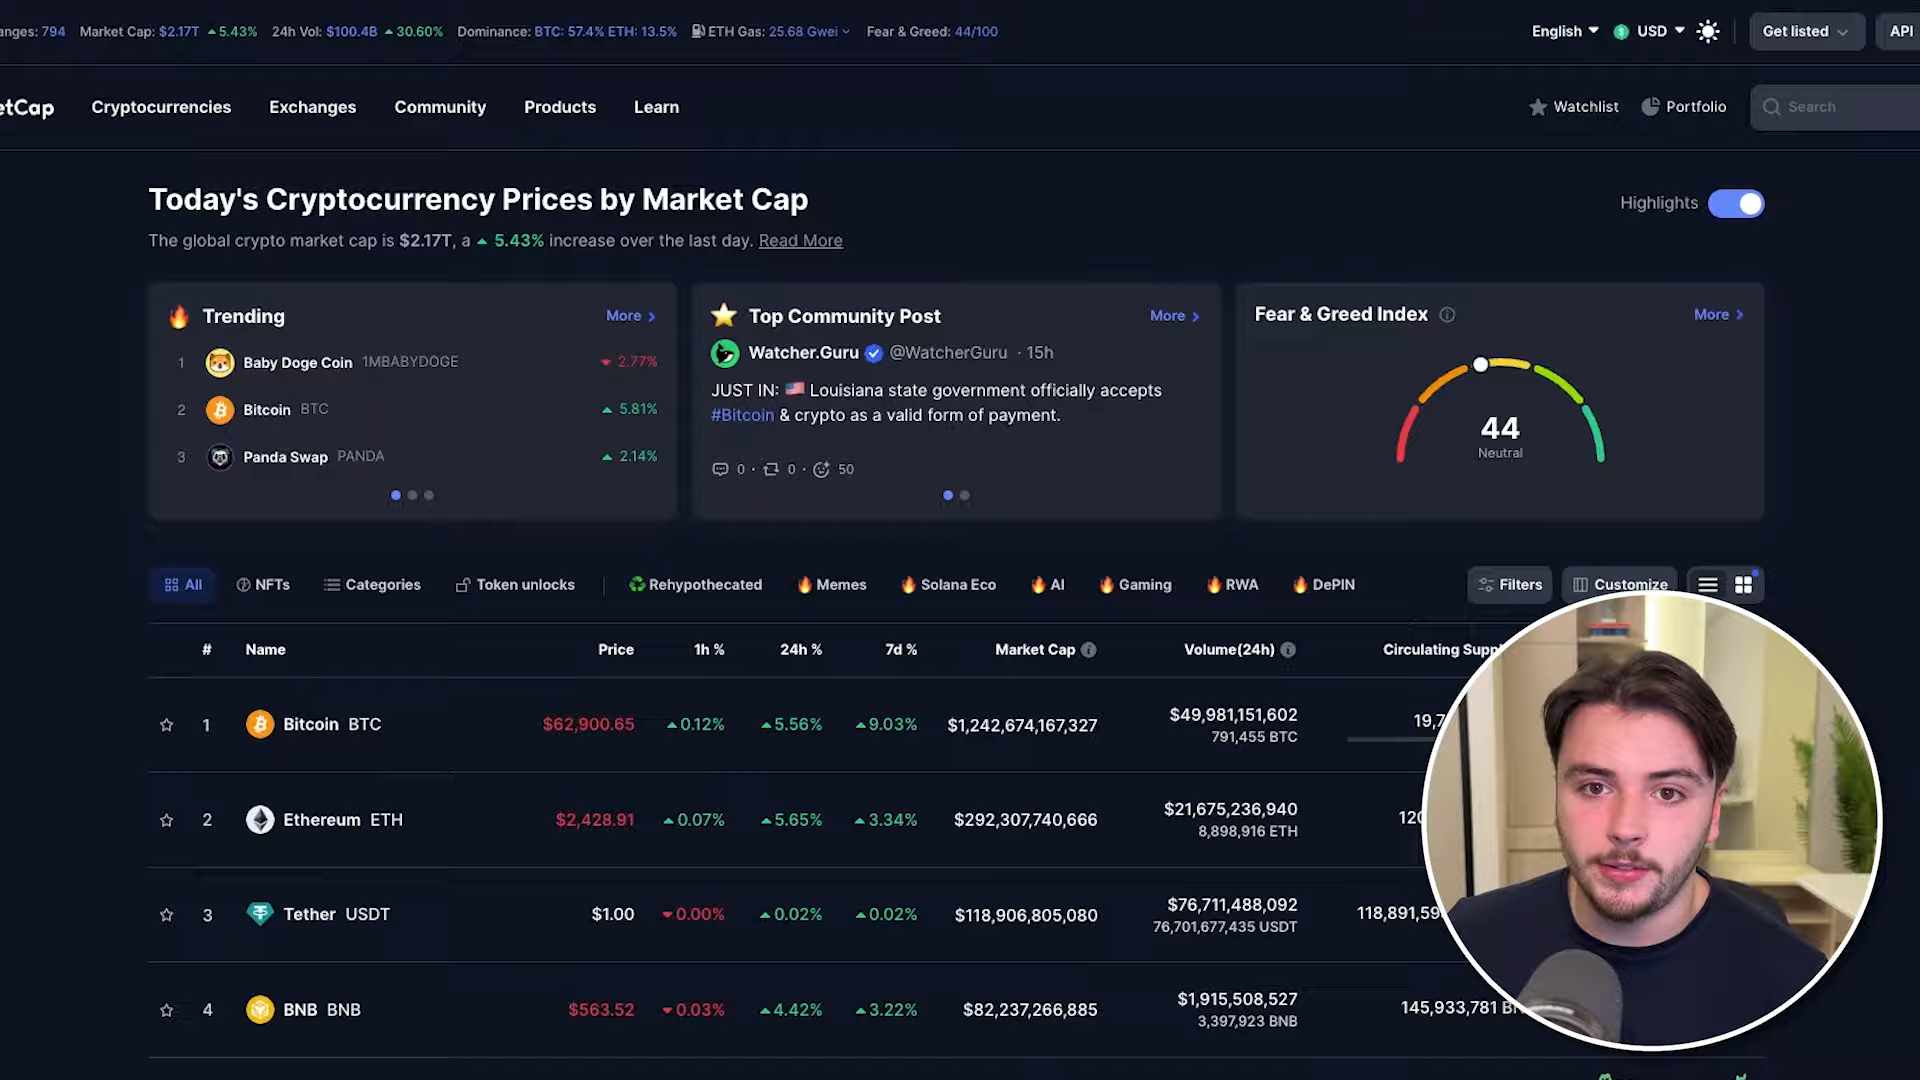 anges: 794 Market Cap: $2.17T 5.43% 24h Vol: $100.4B 30.60% Dominance: BTC: 57.4% ETH: 13.5% ETH Gas: 25.68 Gwei Fear & Greed: 44/100 English USD Get listed API
etCap Cryptocurrencies Exchanges Community Products Learn Watchlist Portfolio Search
Today's Cryptocurrency Prices by Market Cap
Highlights
The global crypto market cap is $2.17T, a 5.43% increase over the last day. Read More
Trending More
1 Baby Doge Coin 1MBABYDOGE 2.77%
2 Bitcoin BTC 5.81%
3 Panda Swap PANDA 2.14%
Top Community Post More
Watcher.Guru @WatcherGuru · 15h
JUST IN: Louisiana state government officially accepts
#Bitcoin & crypto as a valid form of payment.
0 · 0 · 50
Fear & Greed Index More
44
Neutral
All NFTs Categories Token unlocks Rehypothecated Memes Solana Eco AI Gaming RWA DePIN Filters Customize
# Name Price 1h % 24h % 7d % Market Cap Volume(24h) Circulating Supp
1 Bitcoin BTC $62,900.65 0.12% 5.56% 9.03% $1,242,674,167,327 $49,981,151,602 19,7
791,455 BTC
2 Ethereum ETH $2,428.91 0.07% 5.65% 3.34% $292,307,740,666 $21,675,236,940 120
8,898,916 ETH
3 Tether USDT $1.00 0.00% 0.02% 0.02% $118,906,805,080 $76,711,488,092 118,891,59
76,701,677,435 USDT
4 BNB BNB $563.52 0.03% 4.42% 3.22% $82,237,266,885 $1,915,508,527 145,933,781 BN
3,397,923 BNB